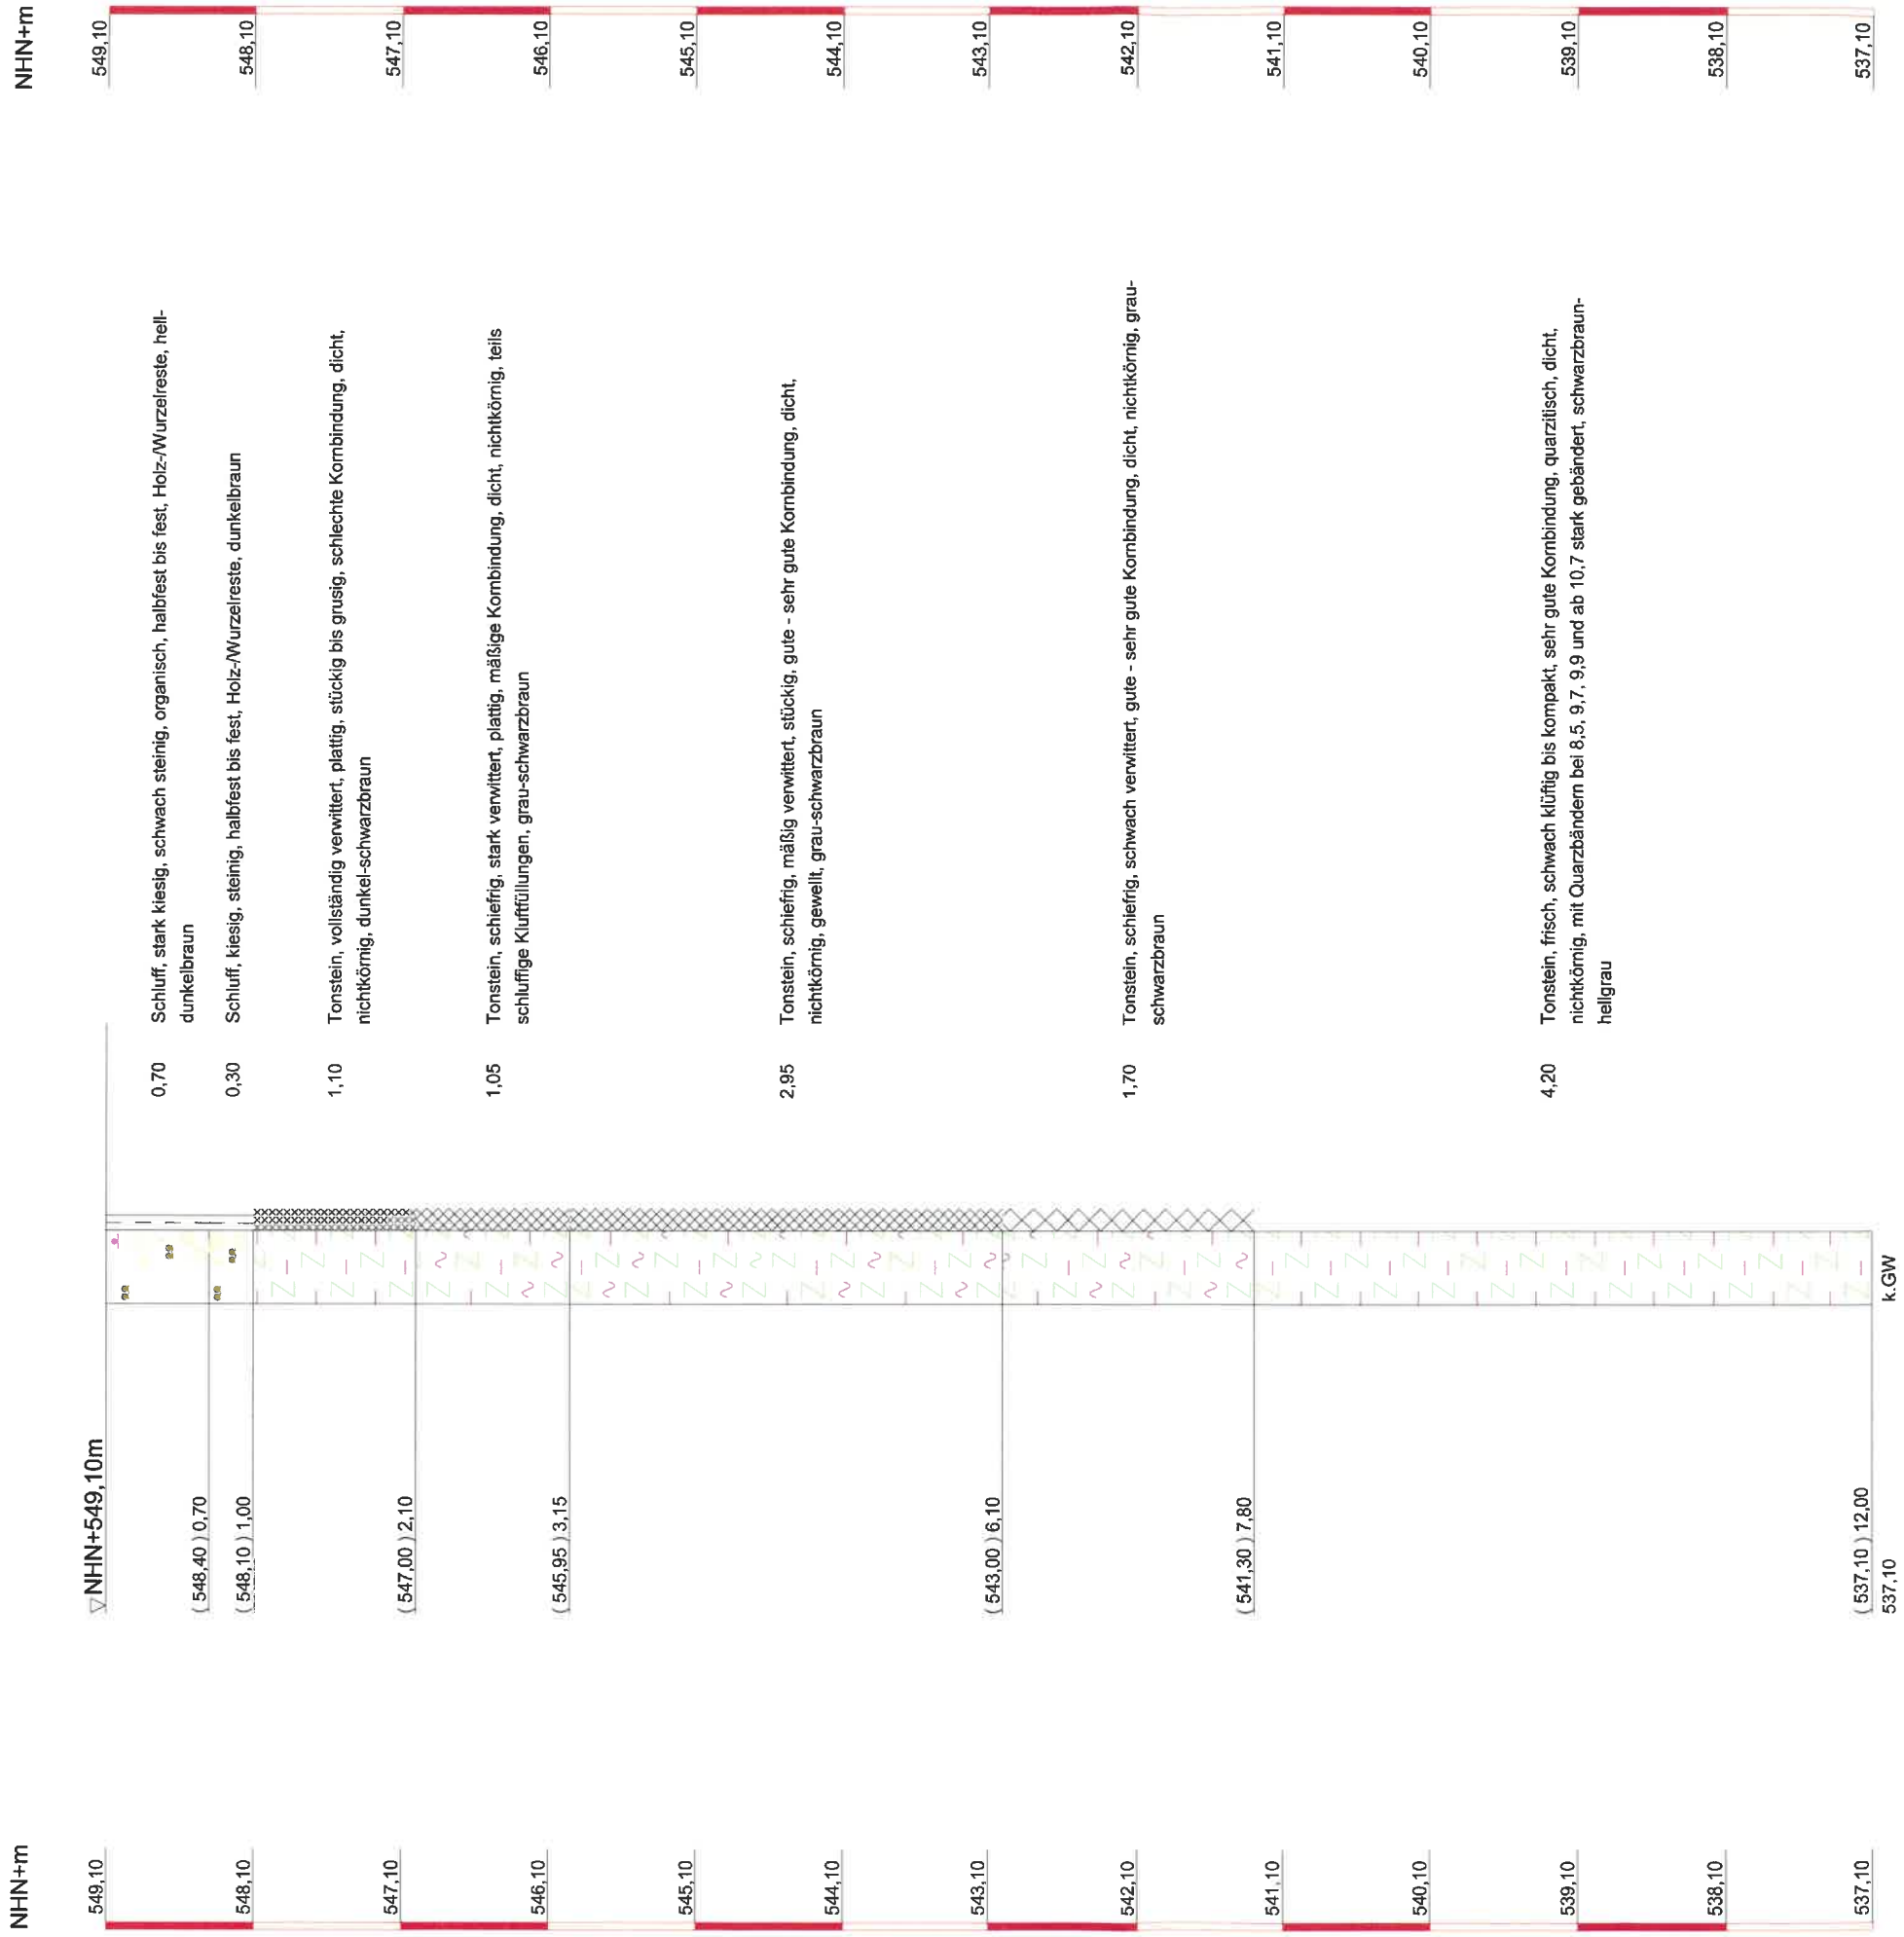 NHN+m
549,10
548,10
547,10
546,10
545,10
544,10
543,10
542,10
541,10
540,10
539,10
538,10
537,10
▽NHN+549,10m
( 548,40 ) 0,70
( 548,10 ) 1,00
( 547,00 ) 2,10
( 545,95 ) 3,15
( 543,00 ) 6,10
( 541,30 ) 7,80
( 537,10 ) 12,00
537,10
k.GW
0,70 Schluff, stark kiesig, schwach steinig, organisch, halbfest bis fest, Holz-/Wurzelreste, hell-
dunkelbraun
0,30 Schluff, kiesig, steinig, halbfest bis fest, Holz-/Wurzelreste, dunkelbraun
1,10 Tonstein, vollständig verwittert, plattig, stückig bis grusig, schlechte Kornbindung, dicht,
nichtkörnig, dunkel-schwarzbraun
1,05 Tonstein, schiefrig, stark verwittert, plattig, mäßige Kornbindung, dicht, nichtkörnig, teils
schluffige Kluftfüllungen, grau-schwarzbraun
2,95 Tonstein, schiefrig, mäßig verwittert, stückig, gute - sehr gute Kornbindung, dicht,
nichtkörnig, gewellt, grau-schwarzbraun
1,70 Tonstein, schiefrig, schwach verwittert, gute - sehr gute Kornbindung, dicht, nichtkörnig, grau-
schwarzbraun
4,20 Tonstein, frisch, schwach klüftig bis kompakt, sehr gute Kornbindung, quarzitisch, dicht,
nichtkörnig, mit Quarzbändern bei 8,5, 9,7, 9,9 und ab 10,7 stark gebändert, schwarzbraun-
hellgrau
NHN+m
549,10
548,10
547,10
546,10
545,10
544,10
543,10
542,10
541,10
540,10
539,10
538,10
537,10